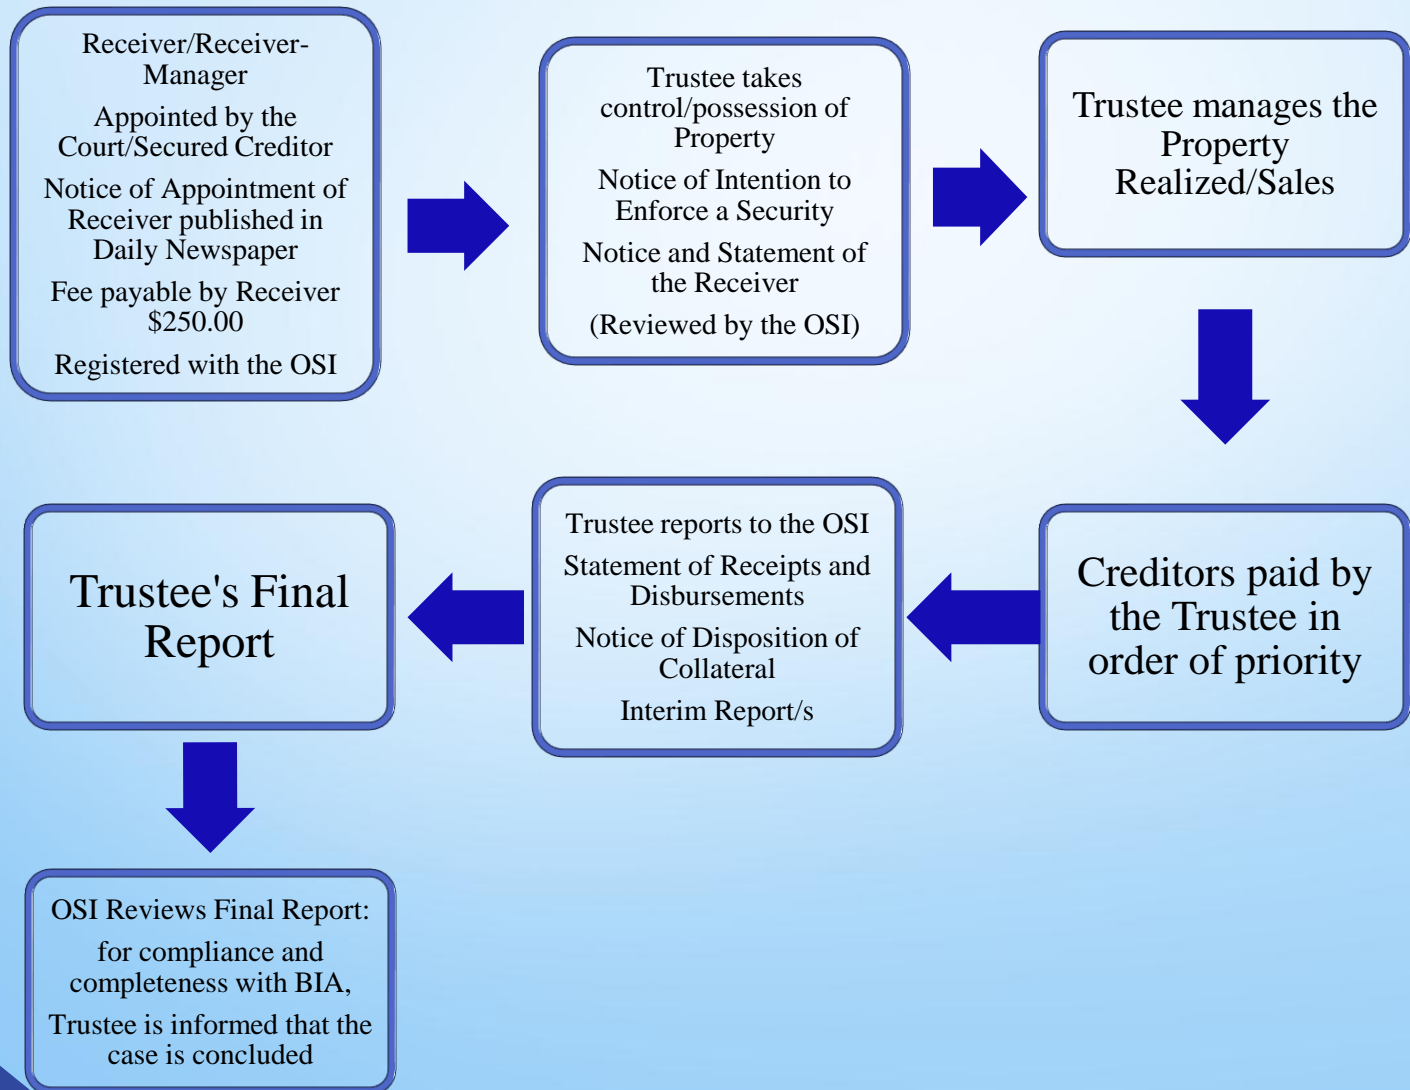 Receiver/Receiver-
Manager
Appointed by the
Court/Secured Creditor
Notice of Appointment of
Receiver published in
Daily Newspaper
Fee payable by Receiver
$250.00
Registered with the OSI
Trustee takes
control/possession of
Property
Notice of Intention to
Enforce a Security
Notice and Statement of
the Receiver
(Reviewed by the OSI)
Trustee manages the
Property
Realized/Sales
Creditors paid by
the Trustee in
order of priority
Trustee reports to the OSI
Statement of Receipts and
Disbursements
Notice of Disposition of
Collateral
Interim Report/s
Trustee's Final
Report
OSI Reviews Final Report:
for compliance and
completeness with BIA,
Trustee is informed that the
case is concluded